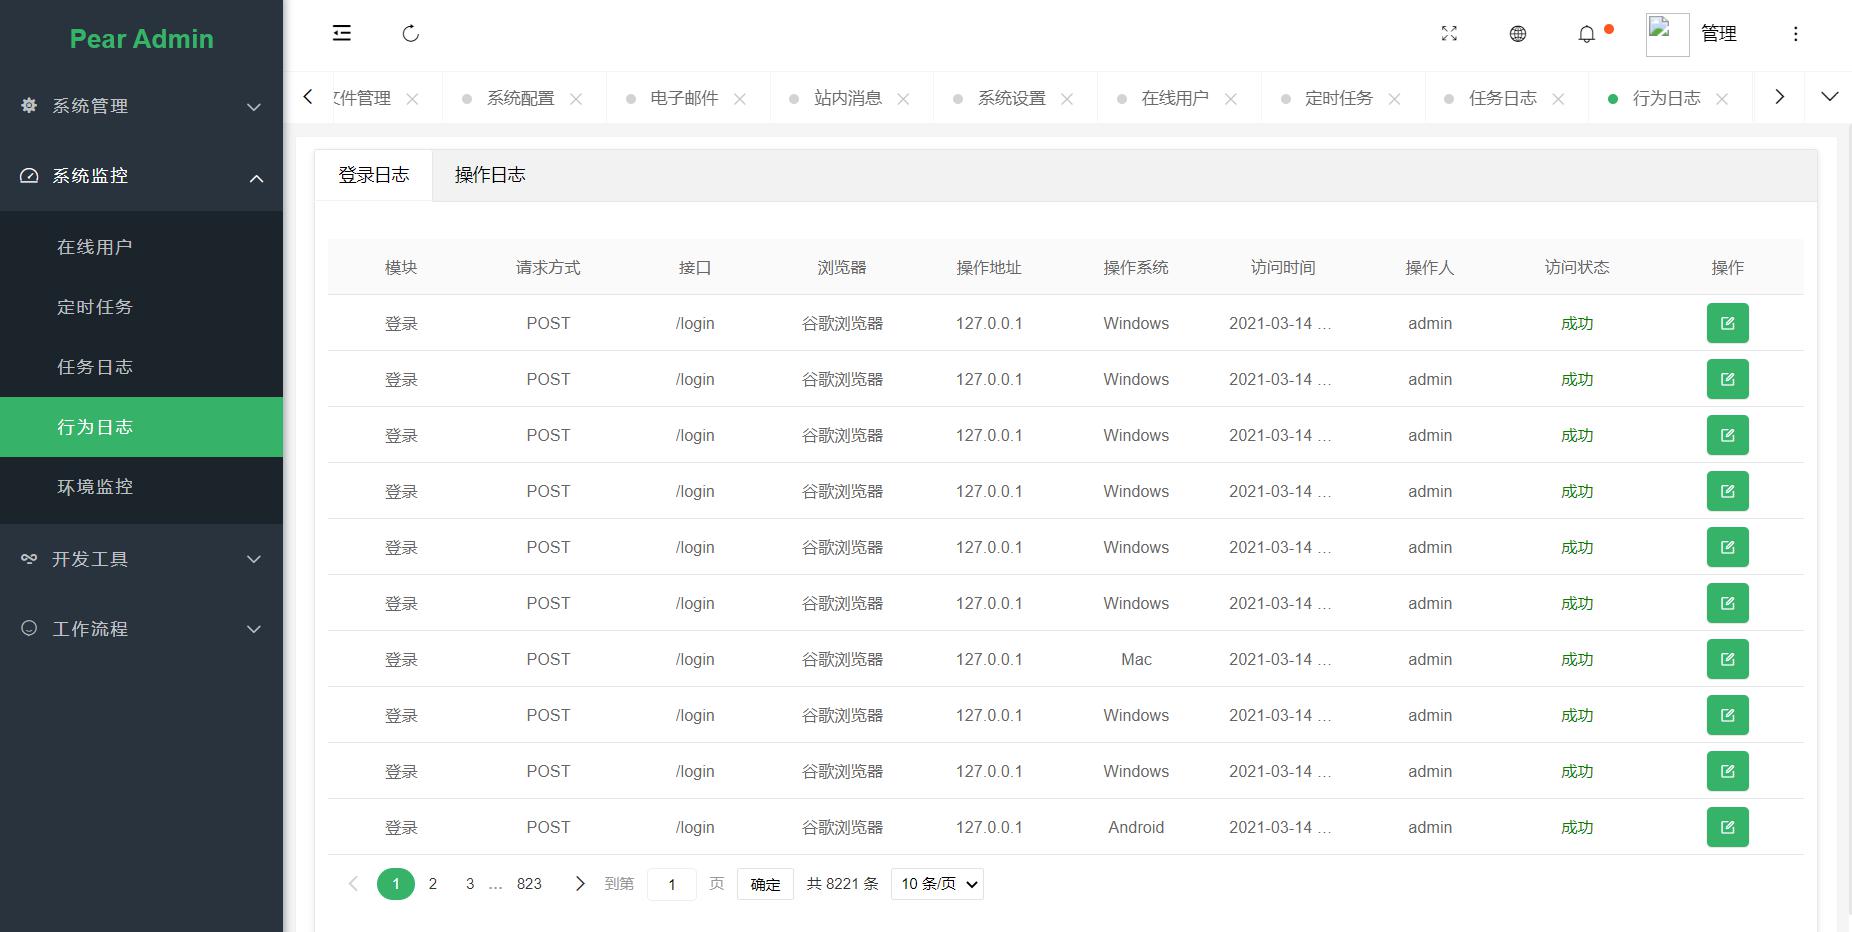 Pear Admin
系统管理
系统监控
在线用户
定时任务
任务日志
行为日志
环境监控
开发工具
工作流程
管理
文件管理 系统配置 电子邮件 站内消息 系统设置 在线用户 定时任务 任务日志 行为日志
登录日志 操作日志
模块 请求方式 接口 浏览器 操作地址 操作系统 访问时间 操作人 访问状态 操作
登录 POST /login 谷歌浏览器 127.0.0.1 Windows 2021-03-14 ... admin 成功
登录 POST /login 谷歌浏览器 127.0.0.1 Windows 2021-03-14 ... admin 成功
登录 POST /login 谷歌浏览器 127.0.0.1 Windows 2021-03-14 ... admin 成功
登录 POST /login 谷歌浏览器 127.0.0.1 Windows 2021-03-14 ... admin 成功
登录 POST /login 谷歌浏览器 127.0.0.1 Windows 2021-03-14 ... admin 成功
登录 POST /login 谷歌浏览器 127.0.0.1 Windows 2021-03-14 ... admin 成功
登录 POST /login 谷歌浏览器 127.0.0.1 Mac 2021-03-14 ... admin 成功
登录 POST /login 谷歌浏览器 127.0.0.1 Windows 2021-03-14 ... admin 成功
登录 POST /login 谷歌浏览器 127.0.0.1 Windows 2021-03-14 ... admin 成功
登录 POST /login 谷歌浏览器 127.0.0.1 Android 2021-03-14 ... admin 成功
1 2 3 ... 823 到第 1 页 确定 共 8221 条 10 条/页